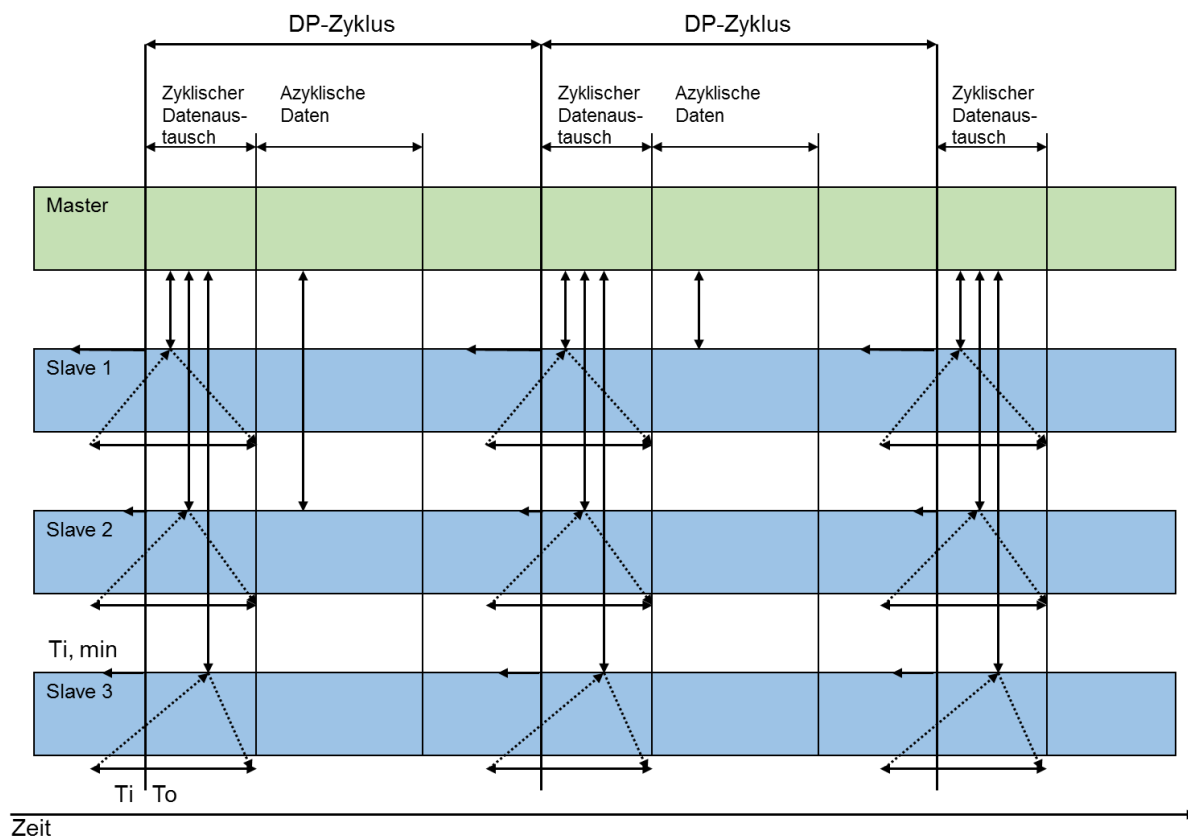 DP-Zyklus
DP-Zyklus
Zyklischer
Datenaus-
tausch
Azyklische
Daten
Zyklischer
Datenaus-
tausch
Azyklische
Daten
Zyklischer
Datenaus-
tausch
Master
Slave 1
Slave 2
Ti, min
Slave 3
Ti
To
Zeit